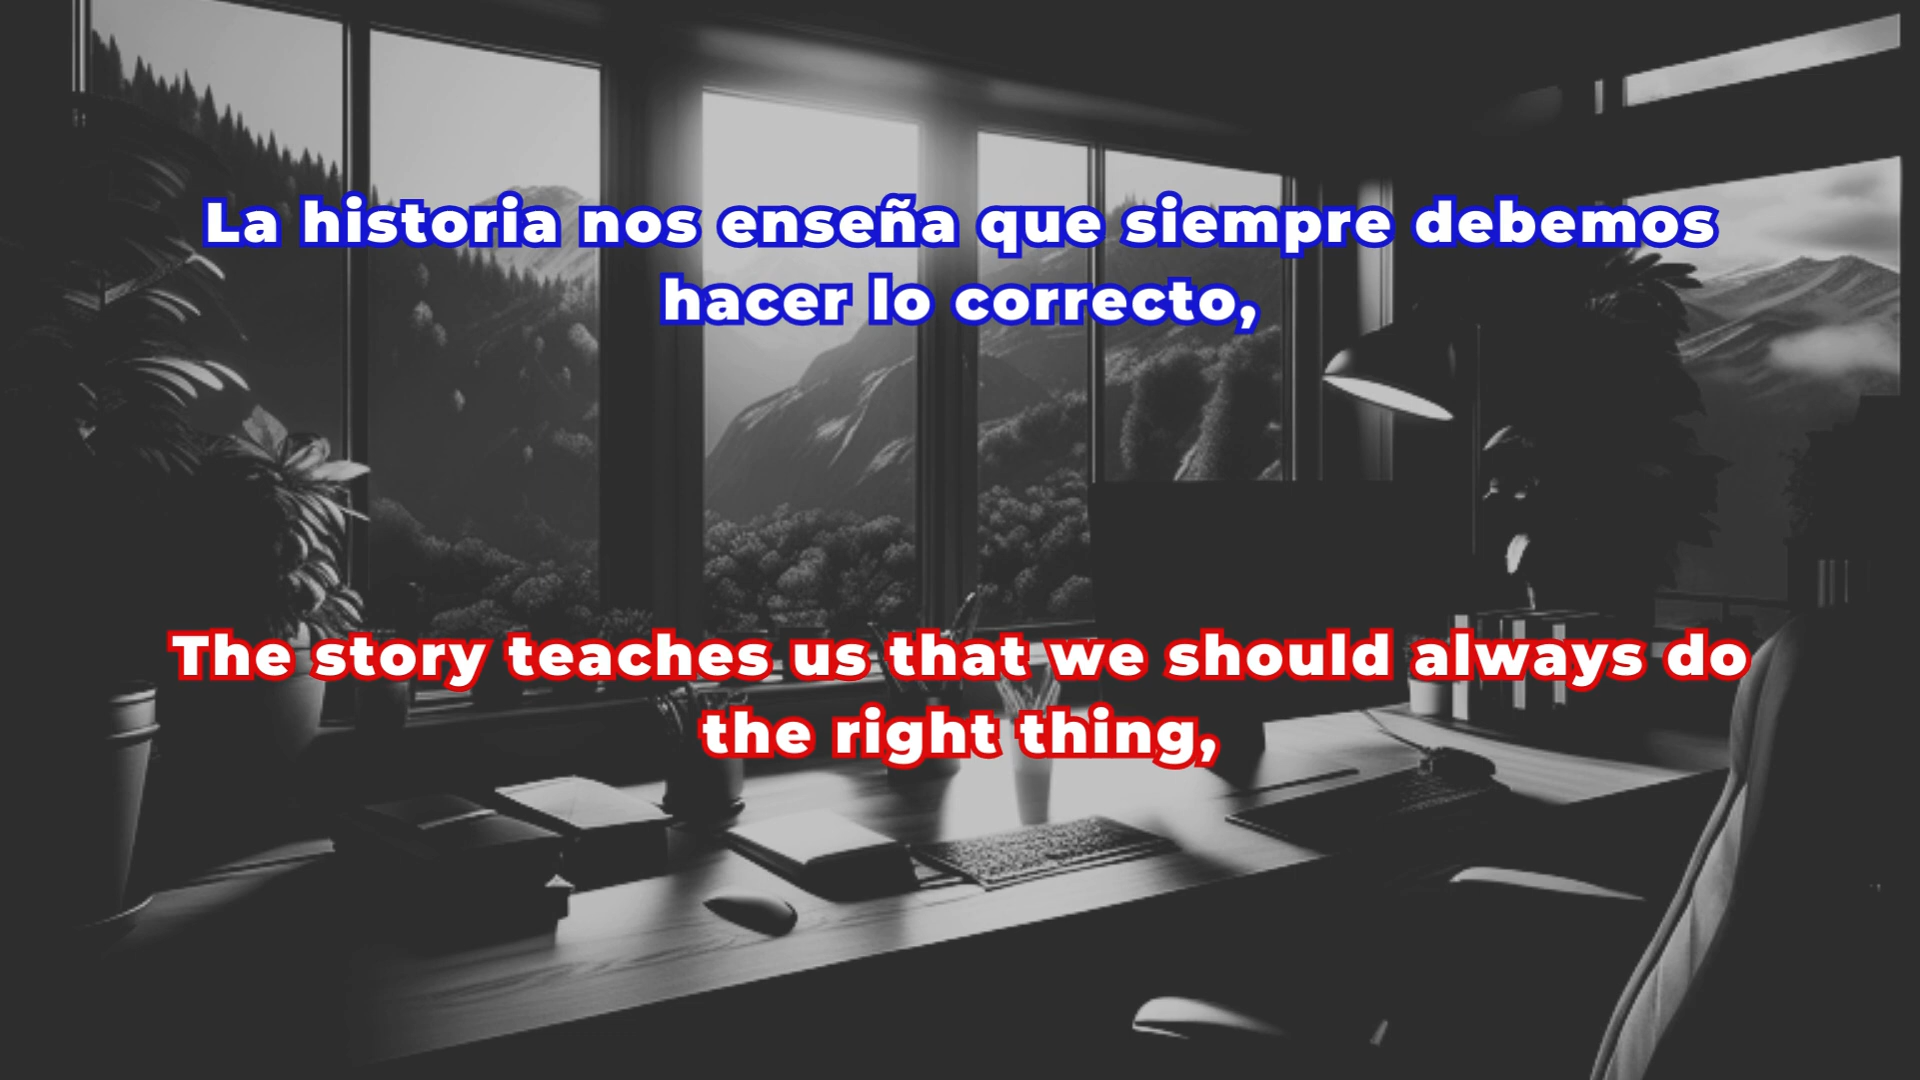 La historia nos enseña que siempre debemos
hacer lo correcto,
The story teaches us that we should always do
the right thing,